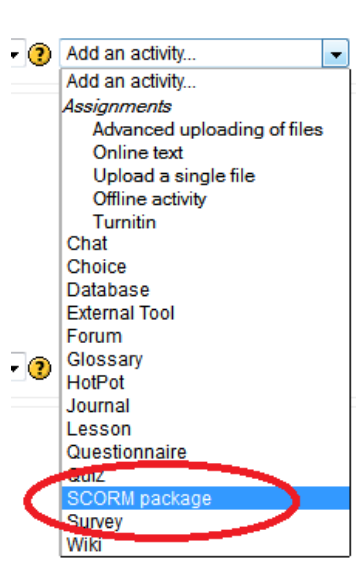 ? Add an activity...
Add an activity...
Assignments
Advanced uploading of files
Online text
Upload a single file
Offline activity
Turnitin
Chat
Choice
Database
External Tool
Forum
Glossary
?
HotPot
Journal
Lesson
Questionnaire
Quiz
SCORM package
Survey
Wiki